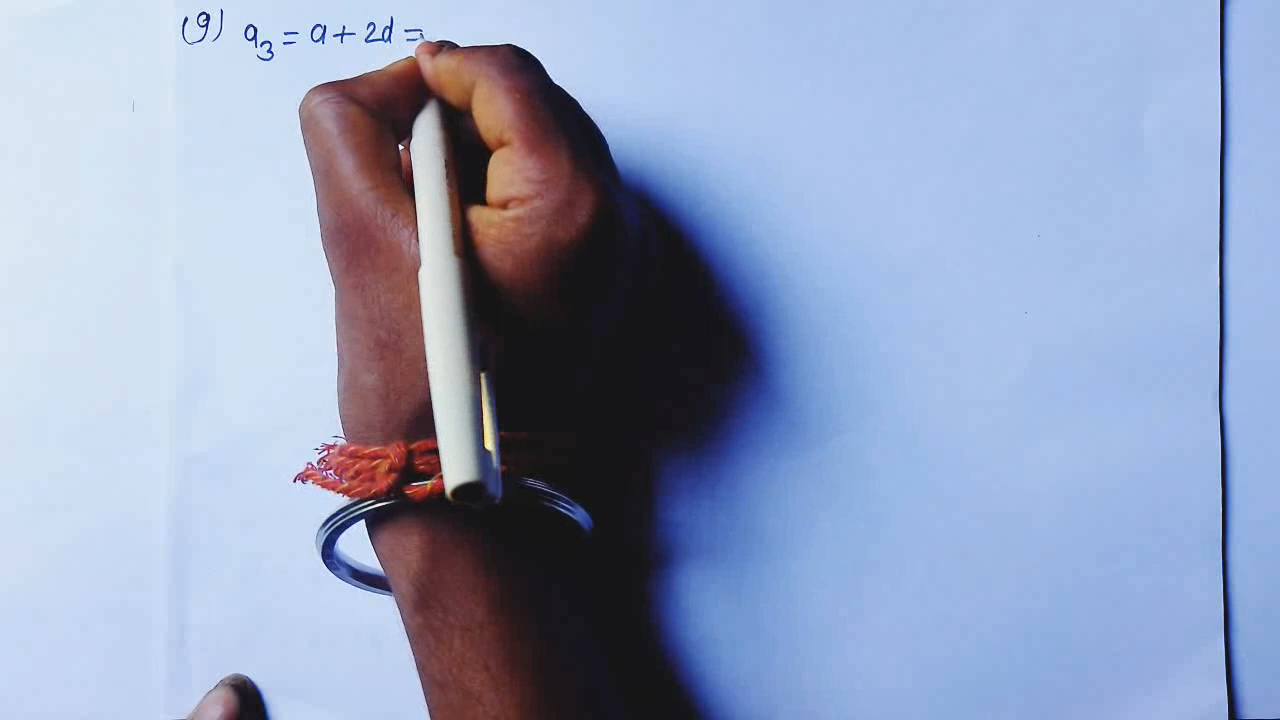 (9) a₃ = a + 2d =